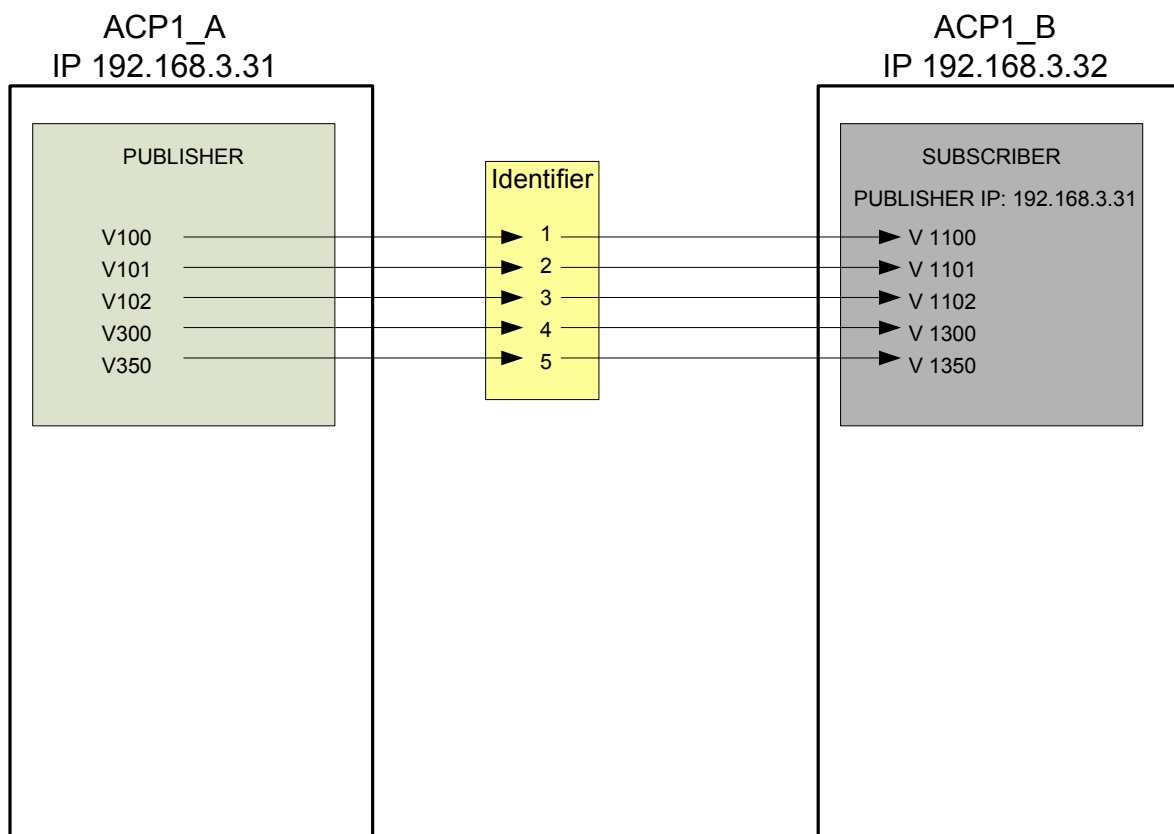 ACP1_A
IP 192.168.3.31
ACP1_B
IP 192.168.3.32
PUBLISHER
V100
V101
V102
V300
V350
Identifier
1
2
3
4
5
SUBSCRIBER
PUBLISHER IP: 192.168.3.31
V 1100
V 1101
V 1102
V 1300
V 1350